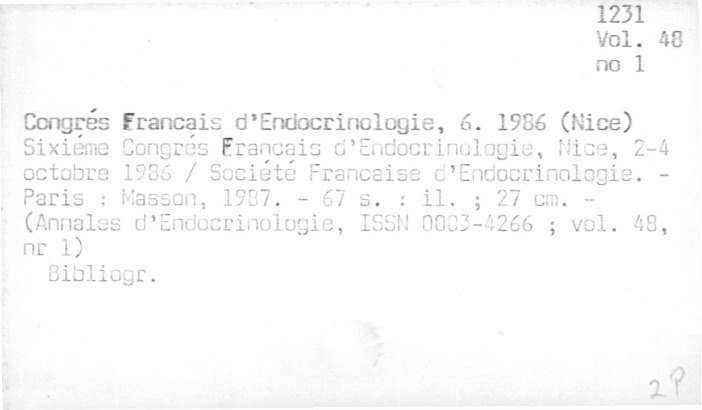 1231
Vol. 48
no 1
Congrés Francais d'Endocrinologie, 6. 1986 (Nice)
Sixiéme Congrés Francais d'Endocrinologie, Nice, 2-4
octobre 1986 / Société Francaise d'Endocrinologie. -
Paris : Masson, 1987. - 67 s. : il. ; 27 cm. -
(Annales d'Endocrinologie, ISSN 0003-4266 ; vol. 48,
nr 1)
Bibliogr.
2P